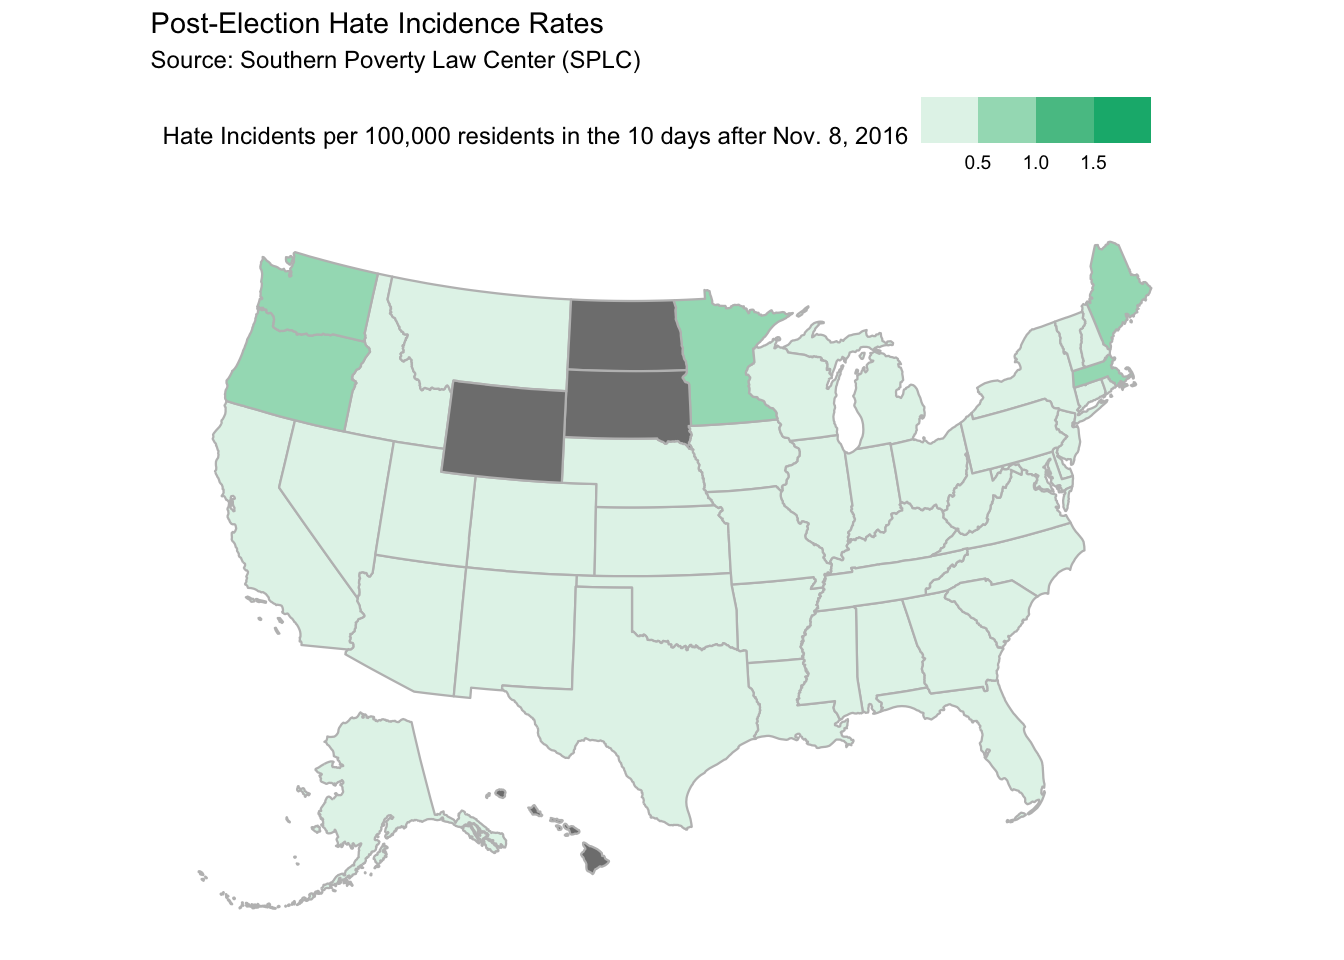 Post-Election Hate Incidence Rates
Source: Southern Poverty Law Center (SPLC)
Hate Incidents per 100,000 residents in the 10 days after Nov. 8, 2016
0.5 1.0 1.5